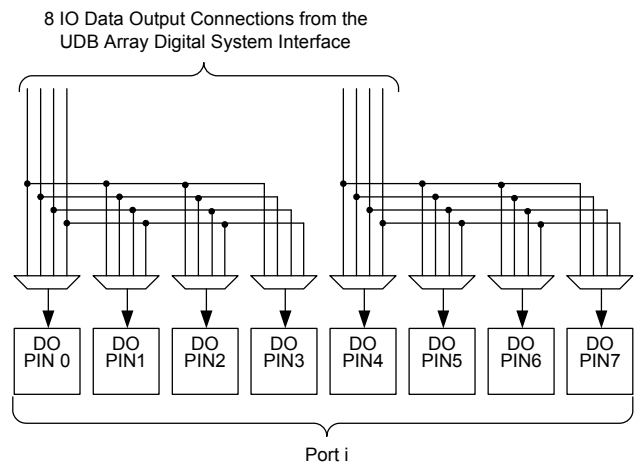 8 IO Data Output Connections from the
UDB Array Digital System Interface
DO
PIN 0
DO
PIN1
DO
PIN2
DO
PIN3
DO
PIN4
DO
PIN5
DO
PIN6
DO
PIN7
Port i